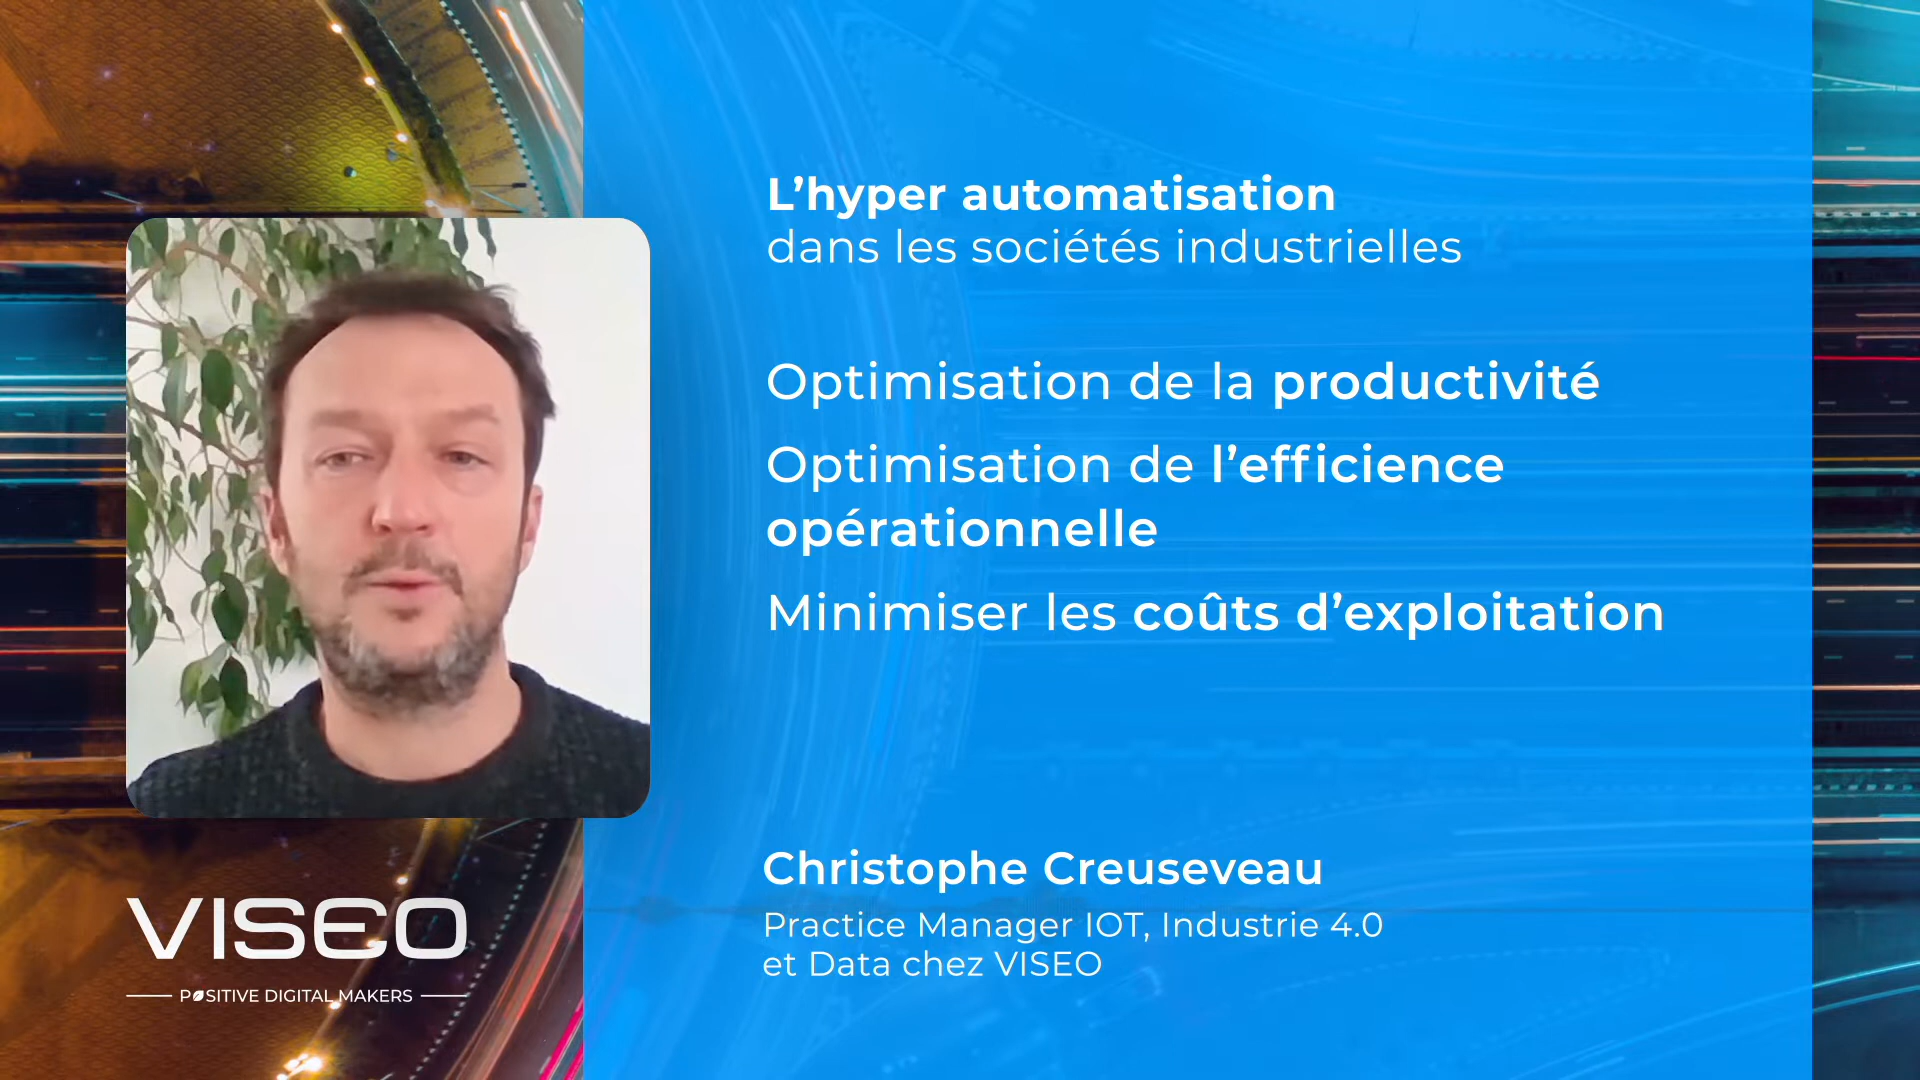 L’hyper automatisation
dans les sociétés industrielles
Optimisation de la productivité
Optimisation de l’efficience
opérationnelle
Minimiser les coûts d’exploitation
Christophe Creuseveau
Practice Manager IOT, Industrie 4.0
et Data chez VISEO
VISEO
POSITIVE DIGITAL MAKERS